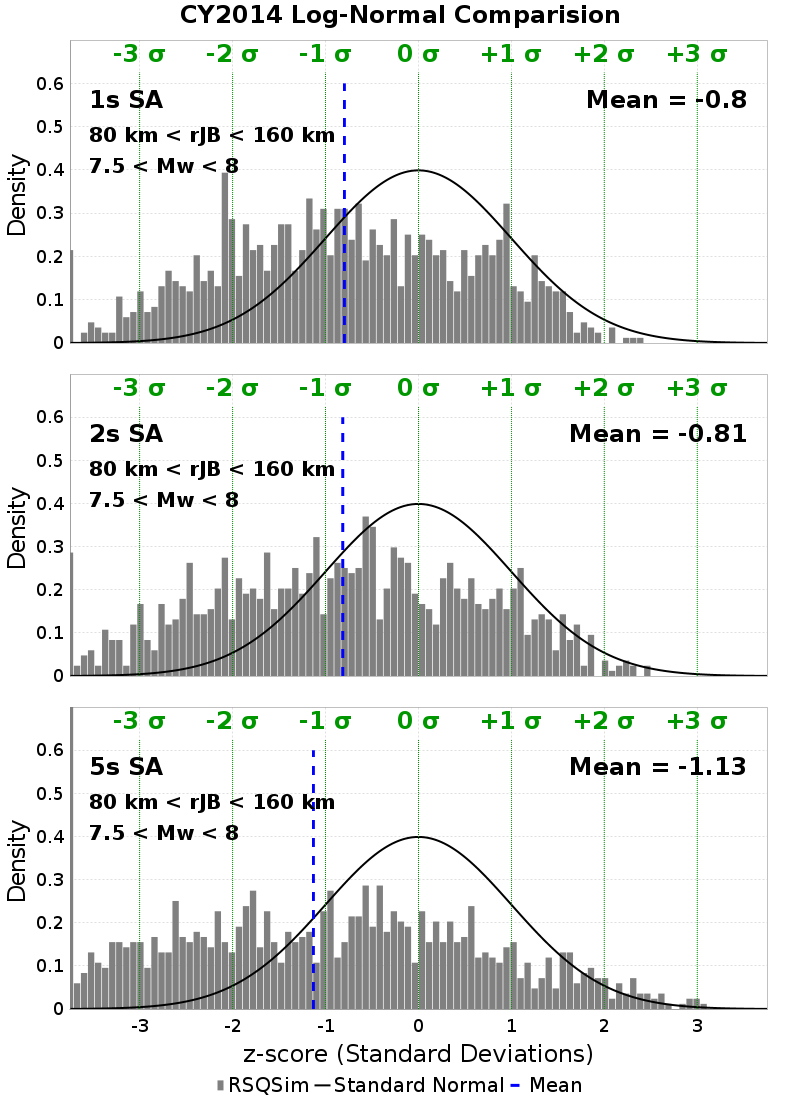 CY2014 Log-Normal Comparision
-3 σ -2 σ -1 σ 0 σ +1 σ +2 σ +3 σ
1s SA
Mean = -0.8
80 km < rJB < 160 km
7.5 < Mw < 8
Density
0.6
0.5
0.4
0.3
0.2
0.1
0
-3 σ -2 σ -1 σ 0 σ +1 σ +2 σ +3 σ
2s SA
Mean = -0.81
80 km < rJB < 160 km
7.5 < Mw < 8
Density
0.6
0.5
0.4
0.3
0.2
0.1
0
-3 σ -2 σ -1 σ 0 σ +1 σ +2 σ +3 σ
5s SA
Mean = -1.13
80 km < rJB < 160 km
7.5 < Mw < 8
Density
0.6
0.5
0.4
0.3
0.2
0.1
0
-3 -2 -1 0 1 2 3
z-score (Standard Deviations)
RSQSim Standard Normal Mean